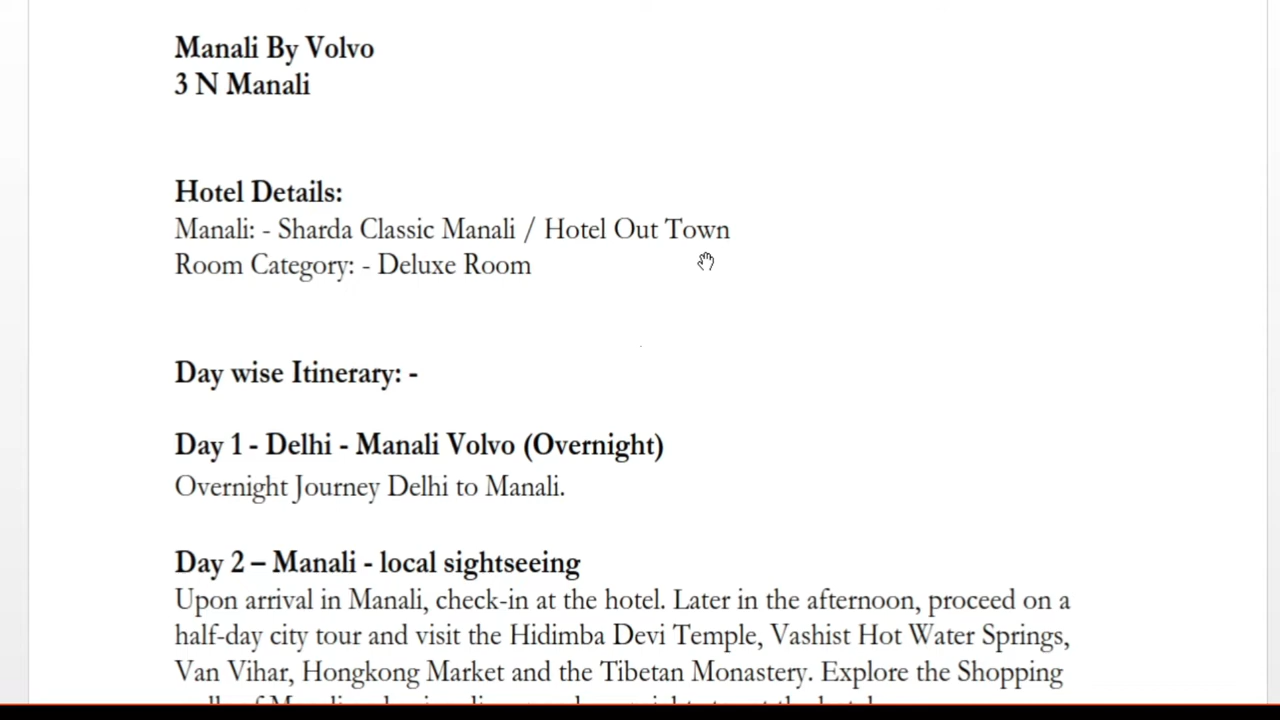 Manali By Volvo
3 N Manali
Hotel Details:
Manali: - Sharda Classic Manali / Hotel Out Town
Room Category: - Deluxe Room
Day wise Itinerary: -
Day 1 - Delhi - Manali Volvo (Overnight)
Overnight Journey Delhi to Manali.
Day 2 – Manali - local sightseeing
Upon arrival in Manali, check-in at the hotel. Later in the afternoon, proceed on a
half-day city tour and visit the Hidimba Devi Temple, Vashist Hot Water Springs,
Van Vihar, Hongkong Market and the Tibetan Monastery. Explore the Shopping